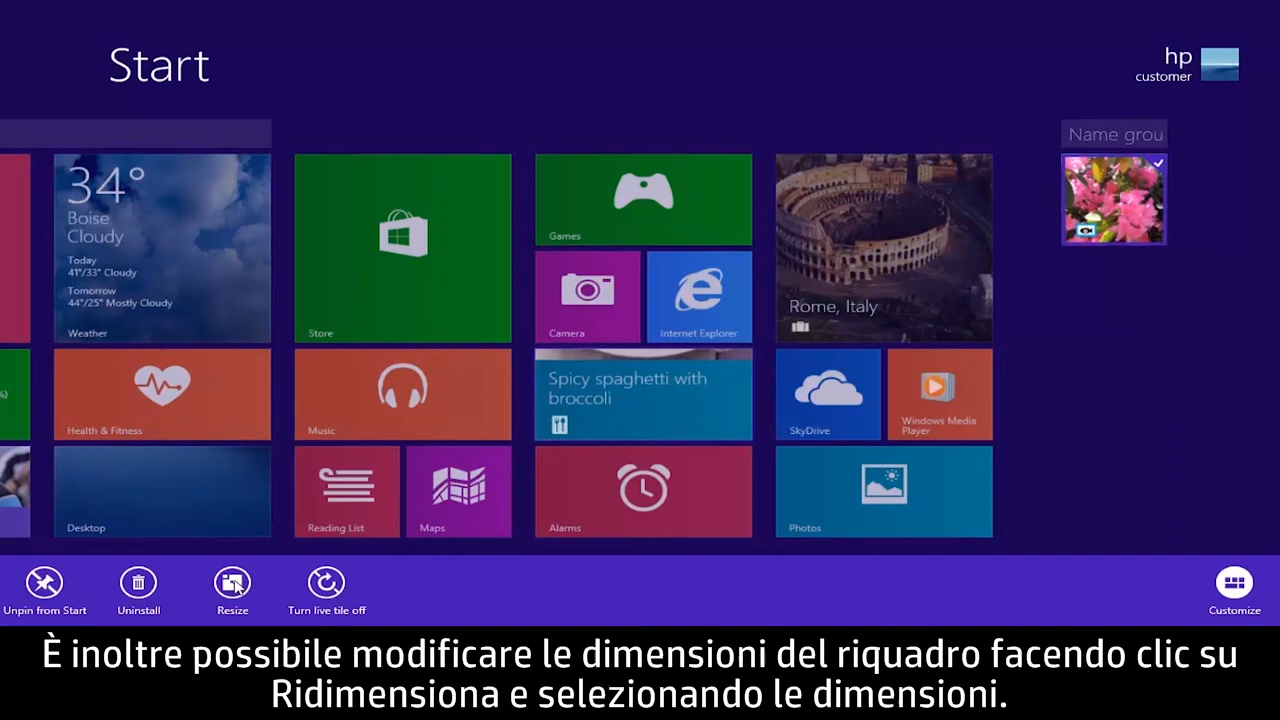 Start
hp
customer
Name grou
34°
Boise
Cloudy
Today
41°/33° Cloudy
Tomorrow
44°/25° Mostly Cloudy
Weather
Store
Games
Camera
Internet Explorer
Rome, Italy
%)
Health & Fitness
Music
Spicy spaghetti with
broccoli
SkyDrive
Windows Media
Player
Desktop
Reading List
Maps
Alarms
Photos
Unpin from Start
Uninstall
Resize
Turn live tile off
Customize
È inoltre possibile modificare le dimensioni del riquadro facendo clic su
Ridimensiona e selezionando le dimensioni.